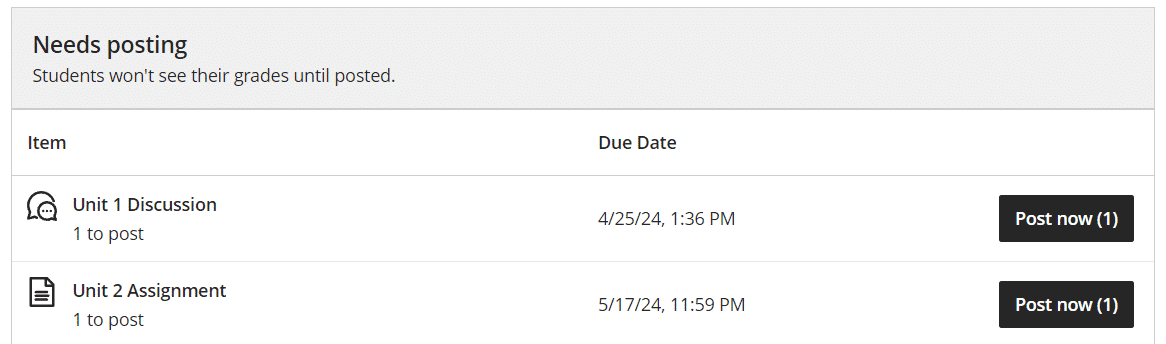 Needs posting
Students won't see their grades until posted.
Item
Due Date
Unit 1 Discussion
1 to post
4/25/24, 1:36 PM
Post now (1)
Unit 2 Assignment
1 to post
5/17/24, 11:59 PM
Post now (1)